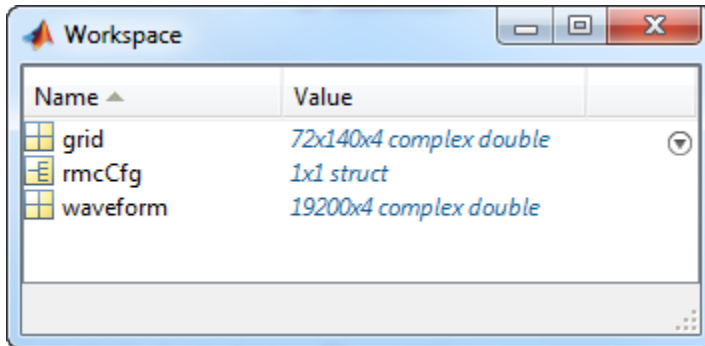 Workspace
Name Value
grid 72x140x4 complex double
rmcCfg 1x1 struct
waveform 19200x4 complex double